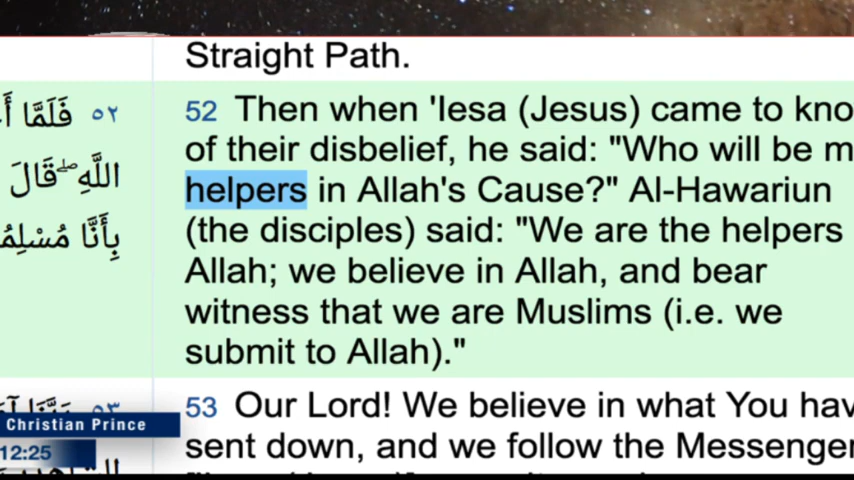 Straight Path.
52 Then when 'Iesa (Jesus) came to kno
of their disbelief, he said: "Who will be m
helpers in Allah's Cause?" Al-Hawariun
(the disciples) said: "We are the helpers
Allah; we believe in Allah, and bear
witness that we are Muslims (i.e. we
submit to Allah)."
53 Our Lord! We believe in what You hav
sent down, and we follow the Messenger
٥٢ فَلَمَّا أَ
اللَّهِ ۖ قَالَ
بِأَنَّا مُسْلِمُ
٥٣
Christian Prince
12:25